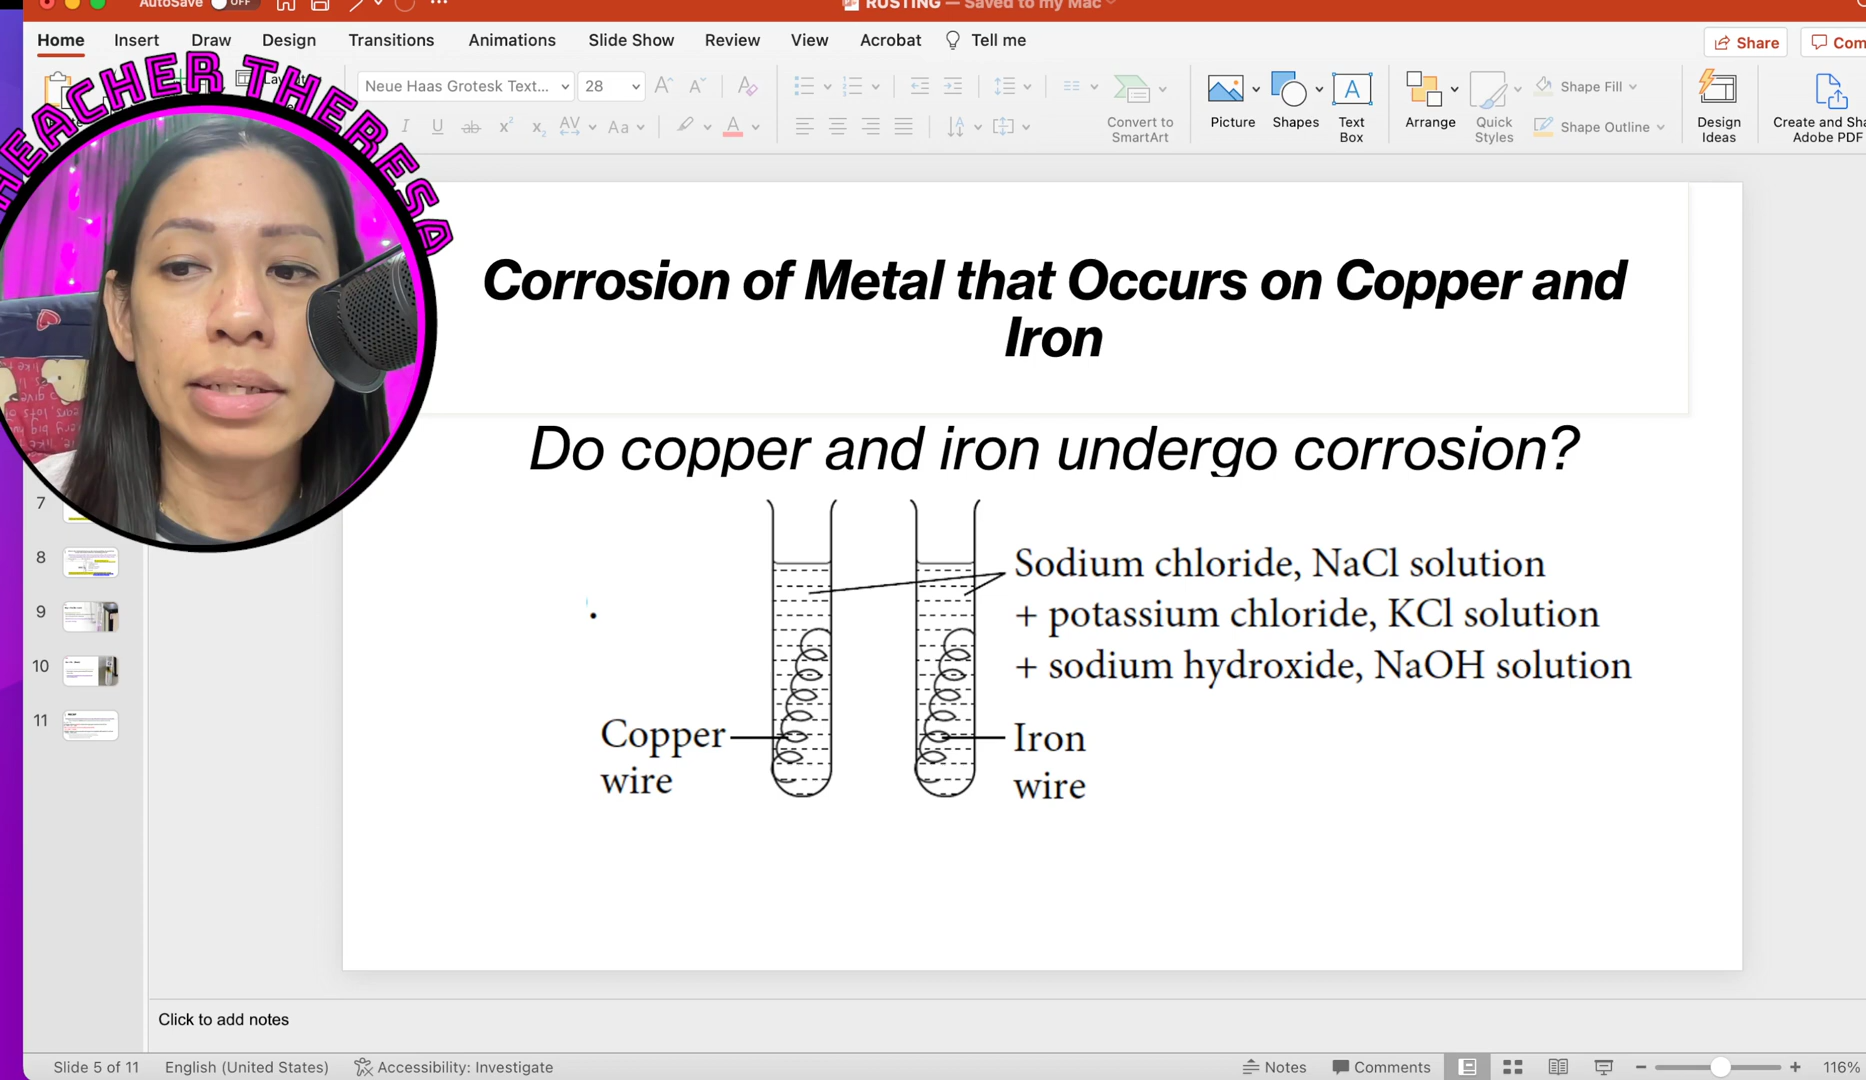 AutoSave OFF
RUSTING — Saved to my Mac
Home Insert Draw Design Transitions Animations Slide Show Review View Acrobat Tell me
Share
TEACHER THERESA
Neue Haas Grotesk Text... 28
Convert to SmartArt
Picture
Shapes
Text Box
Arrange
Quick Styles
Shape Fill
Shape Outline
Design Ideas
Adobe PDF
Corrosion of Metal that Occurs on Copper and
Iron
Do copper and iron undergo corrosion?
Sodium chloride, NaCl solution
+ potassium chloride, KCl solution
+ sodium hydroxide, NaOH solution
Copper
wire
Iron
wire
7
8
9
10
11
Click to add notes
Slide 5 of 11 English (United States) Accessibility: Investigate Notes Comments 116%